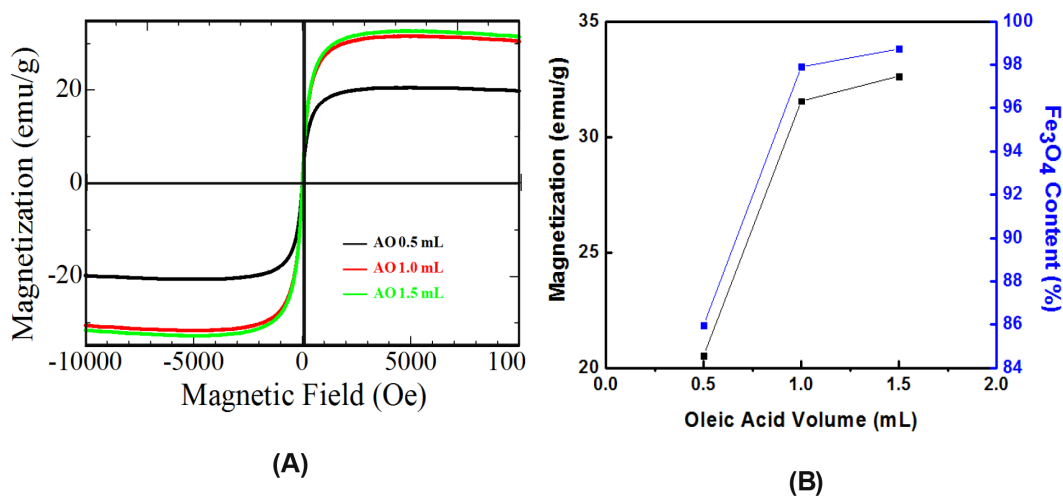 Magnetization (emu/g)
20
0
-20
AO 0.5 mL
AO 1.0 mL
AO 1.5 mL
-10000 -5000 0 5000 100
Magnetic Field (Oe)
(A)
Magnetization (emu/g)
35
30
25
20
0.0 0.5 1.0 1.5 2.0
Oleic Acid Volume (mL)
100
98
96
94
92
90
88
86
84
Fe3O4 Content (%)
(B)